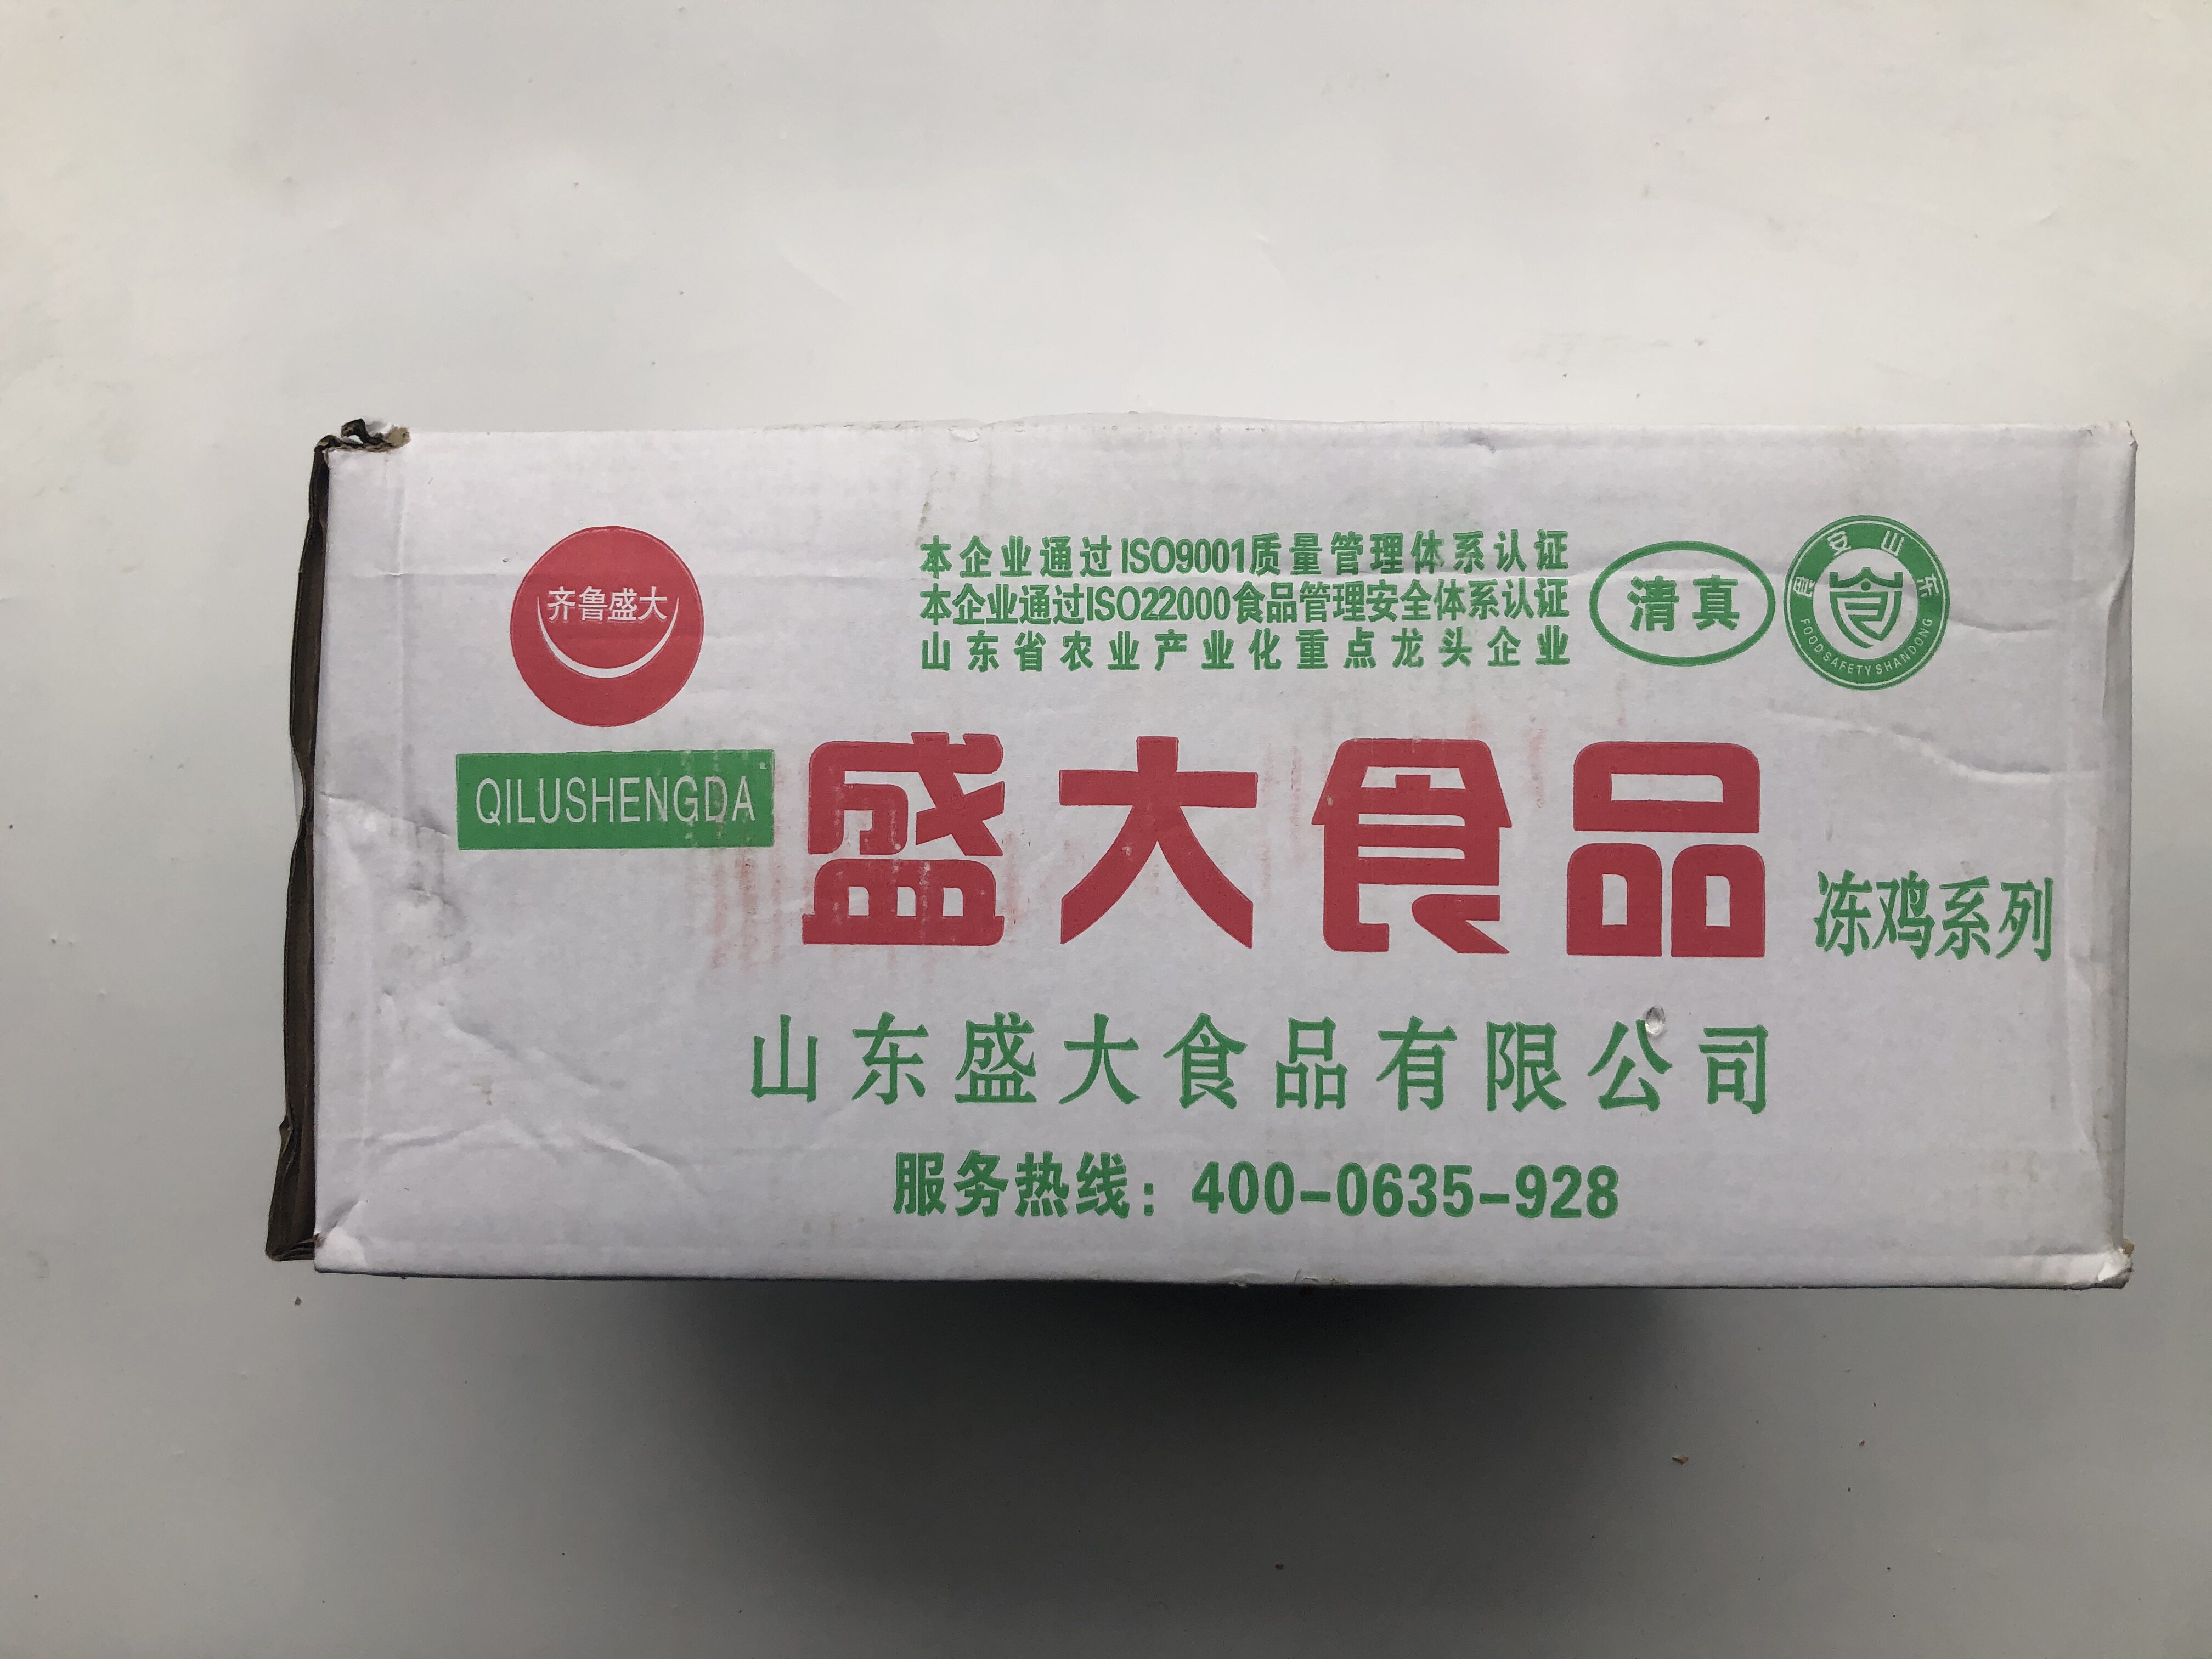 齐鲁盛大
QILUSHENGDA
本企业通过ISO9001质量管理体系认证
本企业通过ISO22000食品管理安全体系认证
山东省农业产业化重点龙头企业
清真
食安山东
FOOD SAFETY SHANDONG
盛大食品
冻鸡系列
山东盛大食品有限公司
服务热线：400-0635-928